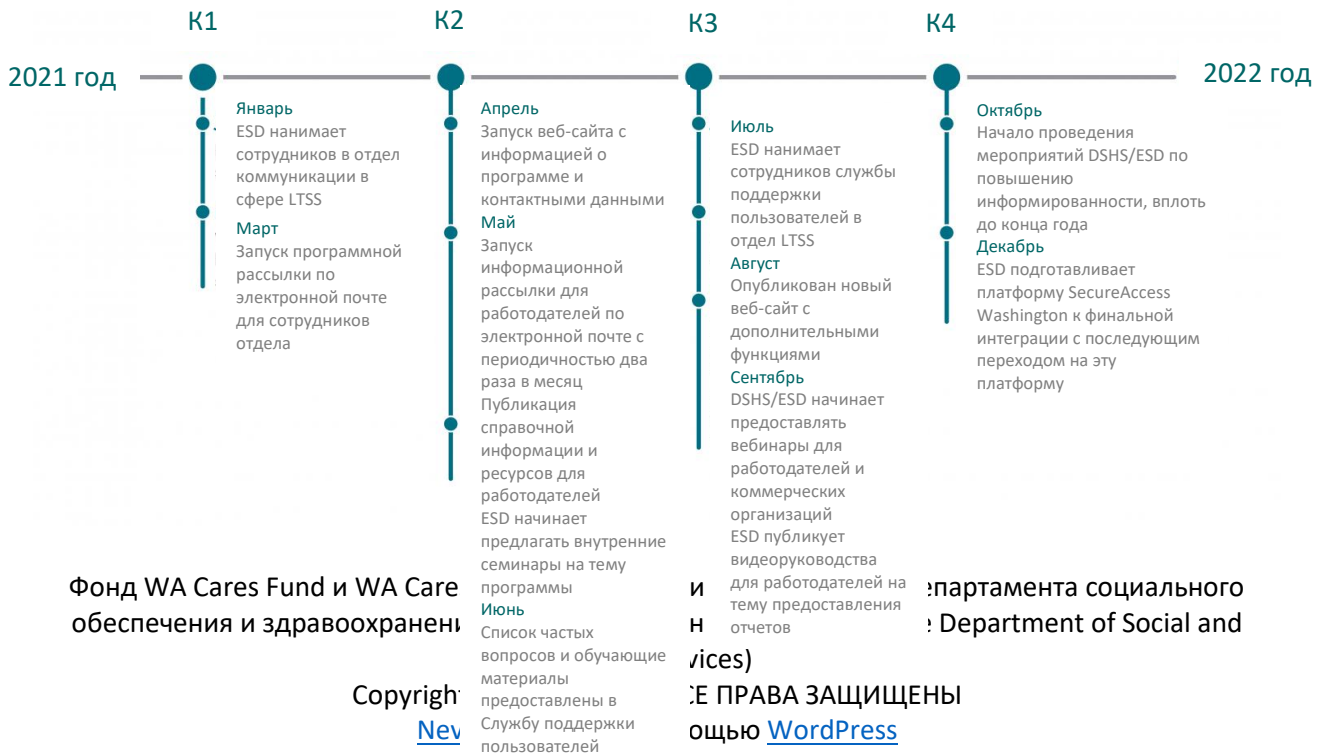 К1
К2
К3
К4
2021 год
2022 год
Январь
ESD нанимает
сотрудников в отдел
коммуникации в
сфере LTSS
Март
Запуск программной
рассылки по
электронной почте
для сотрудников
отдела
Апрель
Запуск веб-сайта с
информацией о
программе и
контактными данными
Май
Запуск
информационной
рассылки для
работодателей по
электронной почте с
периодичностью два
раза в месяц
Публикация
справочной
информации и
ресурсов для
работодателей
ESD начинает
предлагать внутренние
семинары на тему
программы
Июнь
Список частых
вопросов и обучающие
материалы
предоставлены в
Службу поддержки
пользователей
Июль
ESD нанимает
сотрудников службы
поддержки
пользователей в
отдел LTSS
Август
Опубликован новый
веб-сайт с
дополнительными
функциями
Сентябрь
DSHS/ESD начинает
предоставлять
вебинары для
работодателей и
коммерческих
организаций
ESD публикует
видеоруководства
для работодателей на
тему предоставления
отчетов
Октябрь
Начало проведения
мероприятий DSHS/ESD по
повышению
информированности, вплоть
до конца года
Декабрь
ESD подготавливает
платформу SecureAccess
Washington к финальной
интеграции с последующим
переходом на эту
платформу
Фонд WA Cares Fund и WA Care и епартамента социального
обеспечения и здравоохранени н e Department of Social and
vices)
Copyright СЕ ПРАВА ЗАЩИЩЕНЫ
Nev ощью WordPress